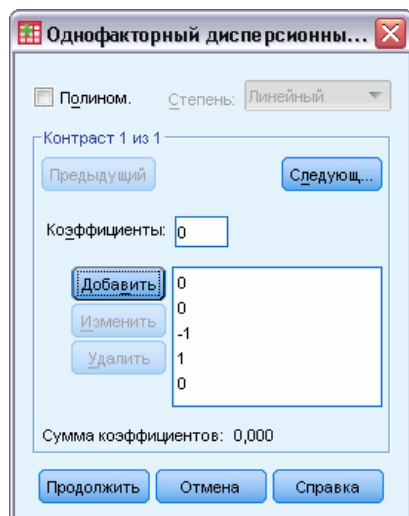 Однофакторный дисперсионны...
Полином. Степень: Линейный
Контраст 1 из 1
Предыдущий Следующ...
Коэффициенты: 0
Добавить
Изменить
Удалить
0
0
-1
1
0
Сумма коэффициентов: 0,000
Продолжить Отмена Справка